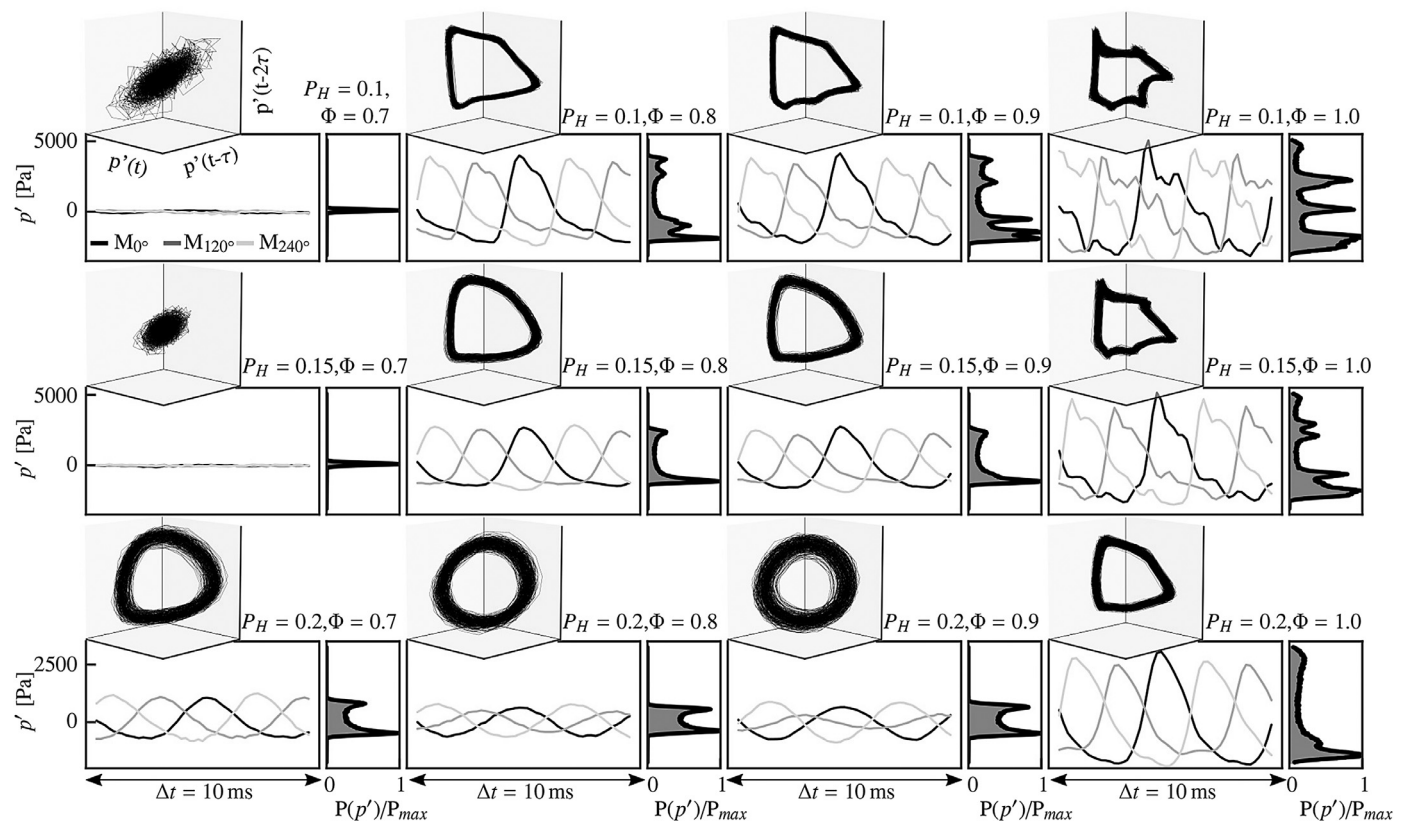 p'(t-2τ)
P_H = 0.1,
Φ = 0.7
P_H = 0.1,Φ = 0.8
P_H = 0.1,Φ = 0.9
P_H = 0.1,Φ = 1.0
5000
p'(t)
p'(t-τ)
p′ [Pa]
0
M0° M120° M240°
P_H = 0.15,Φ = 0.7
P_H = 0.15,Φ = 0.8
P_H = 0.15,Φ = 0.9
P_H = 0.15,Φ = 1.0
5000
p′ [Pa]
0
P_H = 0.2,Φ = 0.7
P_H = 0.2,Φ = 0.8
P_H = 0.2,Φ = 0.9
P_H = 0.2,Φ = 1.0
2500
p′ [Pa]
0
Δt = 10 ms
0 1
P(p′)/P_max
Δt = 10 ms
0 1
P(p′)/P_max
Δt = 10 ms
0 1
P(p′)/P_max
Δt = 10 ms
0 1
P(p′)/P_max